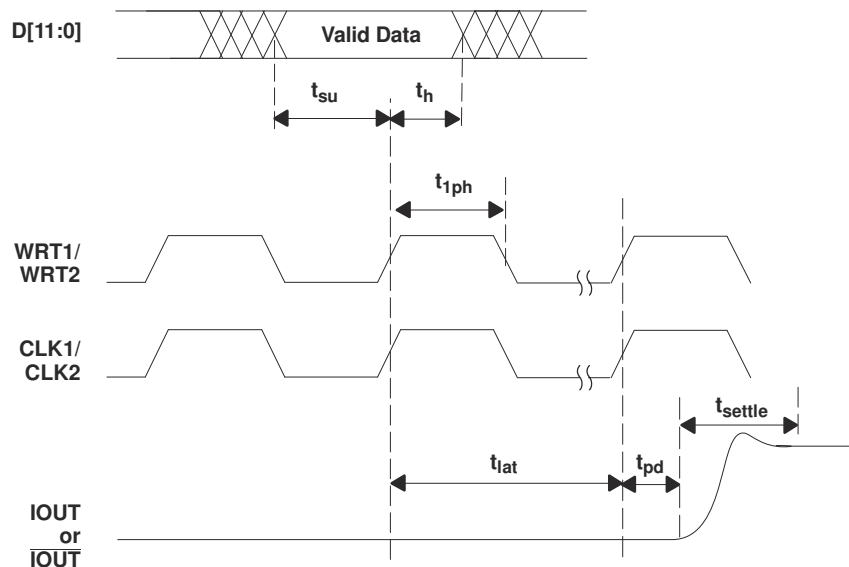 D[11:0]
Valid Data
tsu
th
t1ph
WRT1/
WRT2
CLK1/
CLK2
tsettle
tlat
tpd
IOUT
or
IOUT